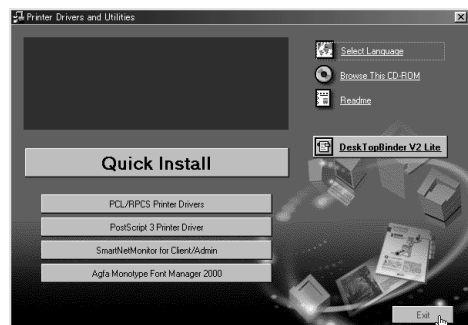 Printer Drivers and Utilities
Select Language
Browse This CD-ROM
Readme
DeskTopBinder V2 Lite
Quick Install
PCL/RPCS Printer Drivers
PostScript 3 Printer Driver
SmartNetMonitor for Client/Admin
Agfa Monotype Font Manager 2000
Exit